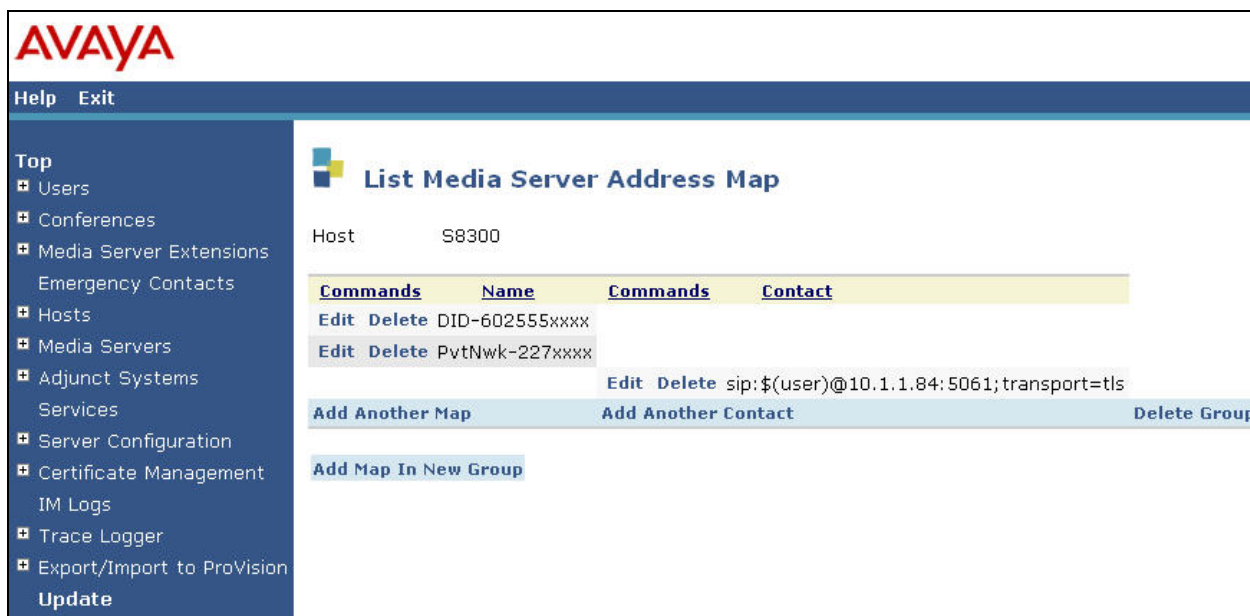 AVAYA
Help Exit
Top
Users
Conferences
Media Server Extensions
Emergency Contacts
Hosts
Media Servers
Adjunct Systems
Services
Server Configuration
Certificate Management
IM Logs
Trace Logger
Export/Import to ProVision
Update
List Media Server Address Map
Host S8300
Commands Name Commands Contact
Edit Delete DID-602555xxxx
Edit Delete PvtNwk-227xxxx
Edit Delete sip:$(user)@10.1.1.84:5061;transport=tls
Add Another Map Add Another Contact Delete Group
Add Map In New Group